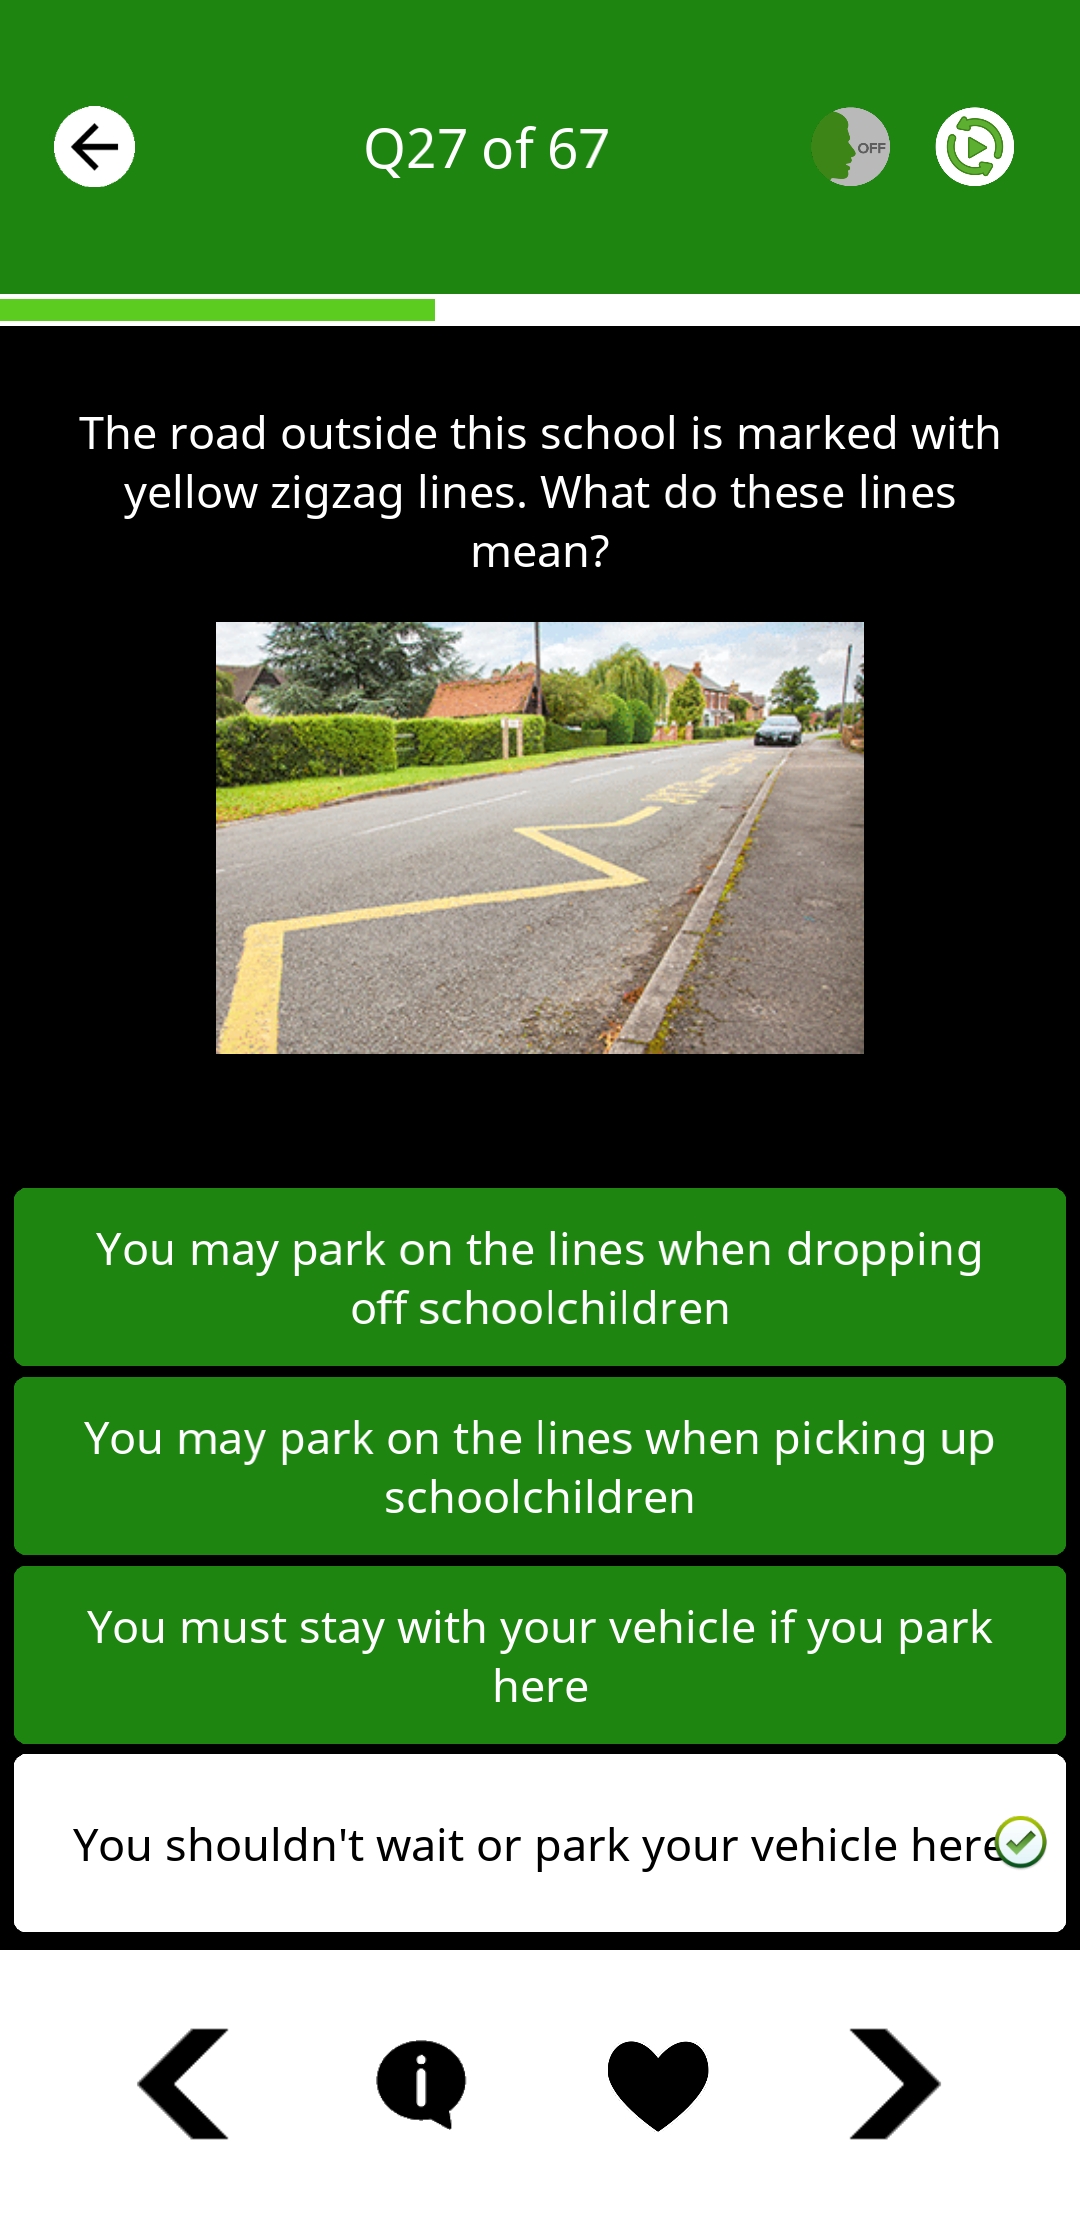 Q27 of 67
OFF
The road outside this school is marked with
yellow zigzag lines. What do these lines
mean?
You may park on the lines when dropping
off schoolchildren
You may park on the lines when picking up
schoolchildren
You must stay with your vehicle if you park
here
You shouldn't wait or park your vehicle here